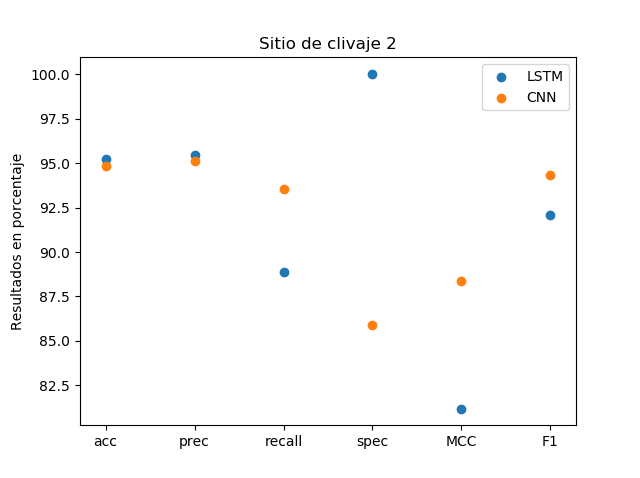 Sitio de clivaje 2
LSTM
CNN
Resultados en porcentaje
100.0
97.5
95.0
92.5
90.0
87.5
85.0
82.5
acc prec recall spec MCC F1